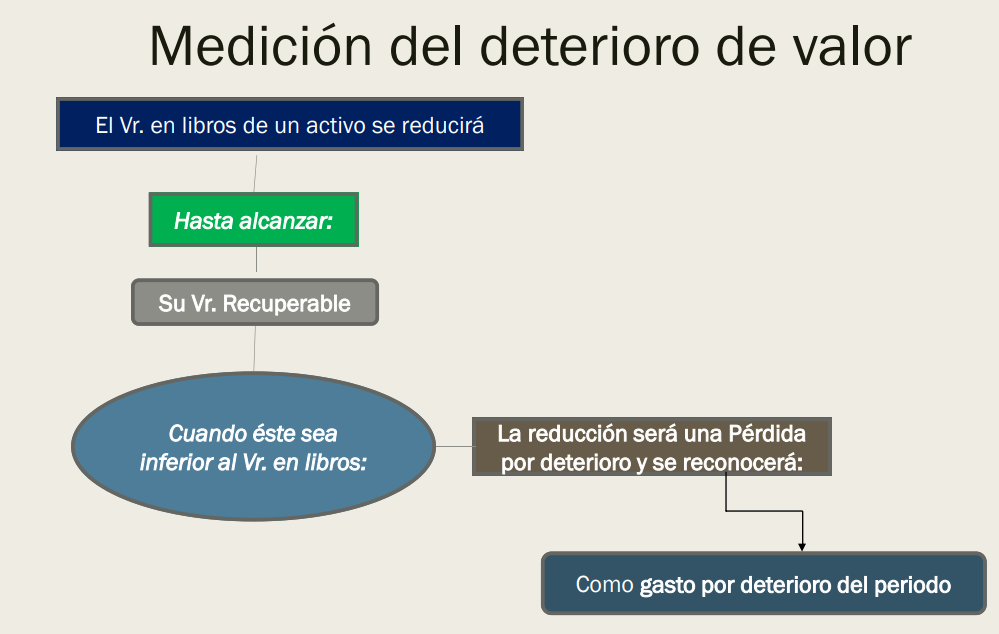 Medición del deterioro de valor
El Vr. en libros de un activo se reducirá
Hasta alcanzar:
Su Vr. Recuperable
Cuando éste sea
inferior al Vr. en libros:
La reducción será una Pérdida
por deterioro y se reconocerá:
Como gasto por deterioro del periodo